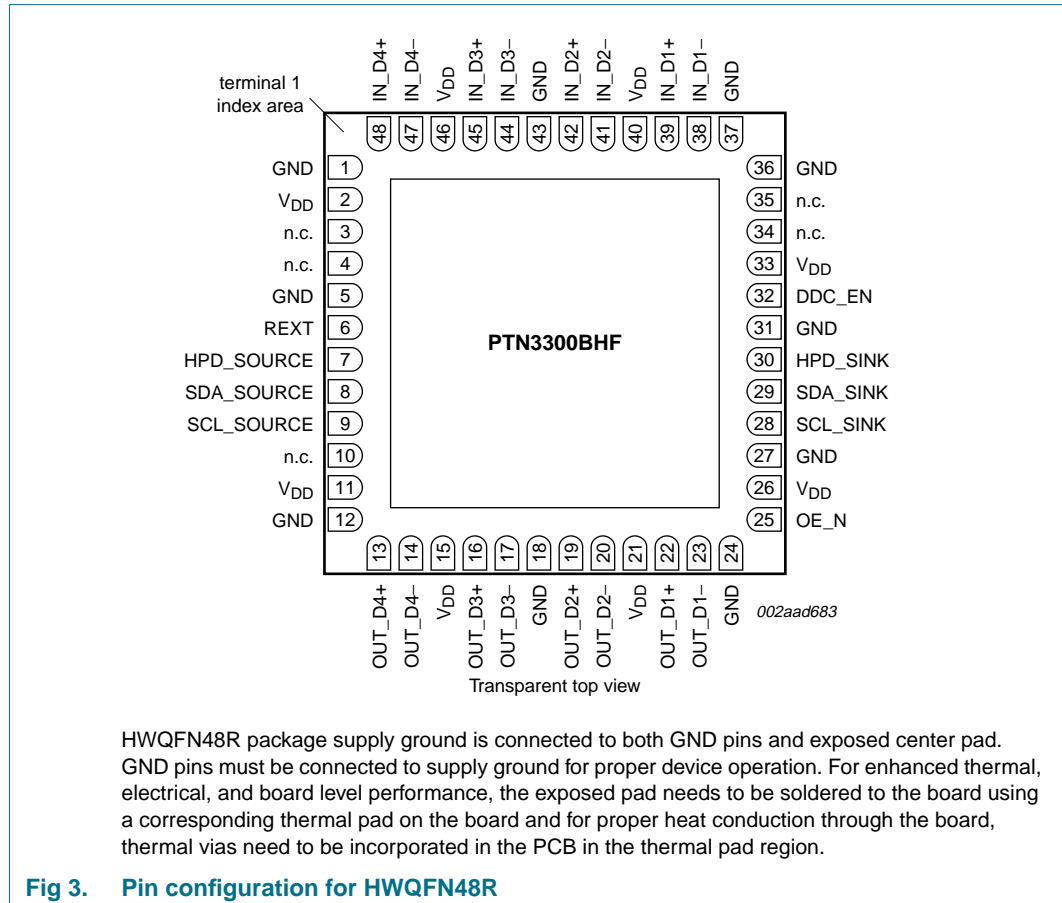 IN_D4+
IN_D4−
VDD
IN_D3+
IN_D3−
GND
IN_D2+
IN_D2−
VDD
IN_D1+
IN_D1−
GND
terminal 1
index area
48 47 46 45 44 43 42 41 40 39 38 37
GND 1
VDD 2
n.c. 3
n.c. 4
GND 5
REXT 6
HPD_SOURCE 7
SDA_SOURCE 8
SCL_SOURCE 9
n.c. 10
VDD 11
GND 12
PTN3300BHF
36 GND
35 n.c.
34 n.c.
33 VDD
32 DDC_EN
31 GND
30 HPD_SINK
29 SDA_SINK
28 SCL_SINK
27 GND
26 VDD
25 OE_N
13 14 15 16 17 18 19 20 21 22 23 24
OUT_D4+
OUT_D4−
VDD
OUT_D3+
OUT_D3−
GND
OUT_D2+
OUT_D2−
VDD
OUT_D1+
OUT_D1−
GND
002aad683
Transparent top view
HWQFN48R package supply ground is connected to both GND pins and exposed center pad.
GND pins must be connected to supply ground for proper device operation. For enhanced thermal,
electrical, and board level performance, the exposed pad needs to be soldered to the board using
a corresponding thermal pad on the board and for proper heat conduction through the board,
thermal vias need to be incorporated in the PCB in the thermal pad region.
Fig 3. Pin configuration for HWQFN48R